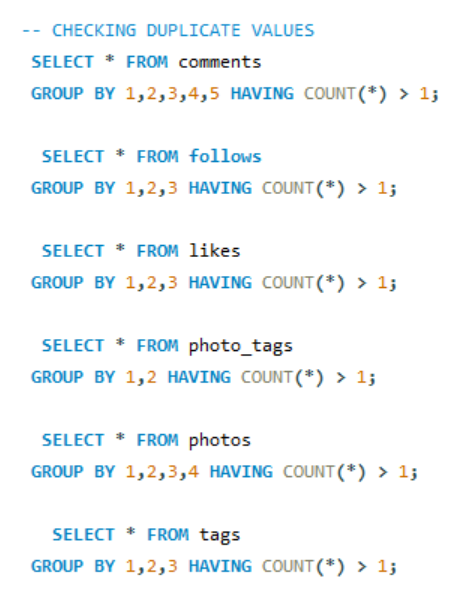 -- CHECKING DUPLICATE VALUES
SELECT * FROM comments
GROUP BY 1,2,3,4,5 HAVING COUNT(*) > 1;
SELECT * FROM follows
GROUP BY 1,2,3 HAVING COUNT(*) > 1;
SELECT * FROM likes
GROUP BY 1,2,3 HAVING COUNT(*) > 1;
SELECT * FROM photo_tags
GROUP BY 1,2 HAVING COUNT(*) > 1;
SELECT * FROM photos
GROUP BY 1,2,3,4 HAVING COUNT(*) > 1;
SELECT * FROM tags
GROUP BY 1,2,3 HAVING COUNT(*) > 1;